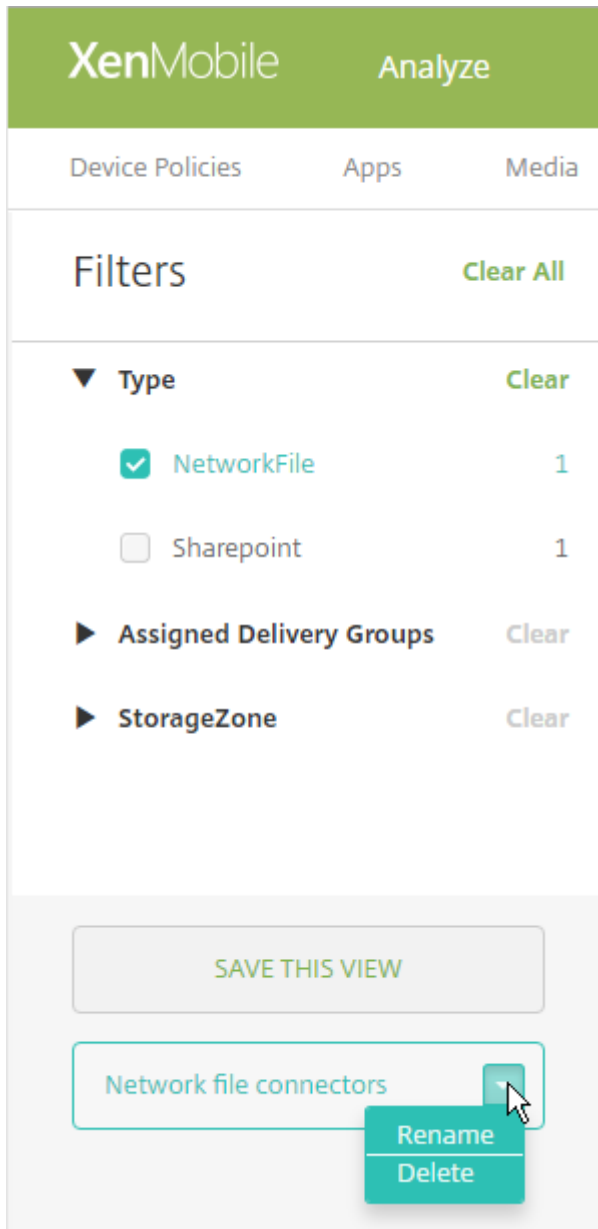 XenMobile Analyze
Device Policies Apps Media
Filters Clear All
Type Clear
NetworkFile 1
Sharepoint 1
Assigned Delivery Groups Clear
StorageZone Clear
SAVE THIS VIEW
Network file connectors
Rename
Delete